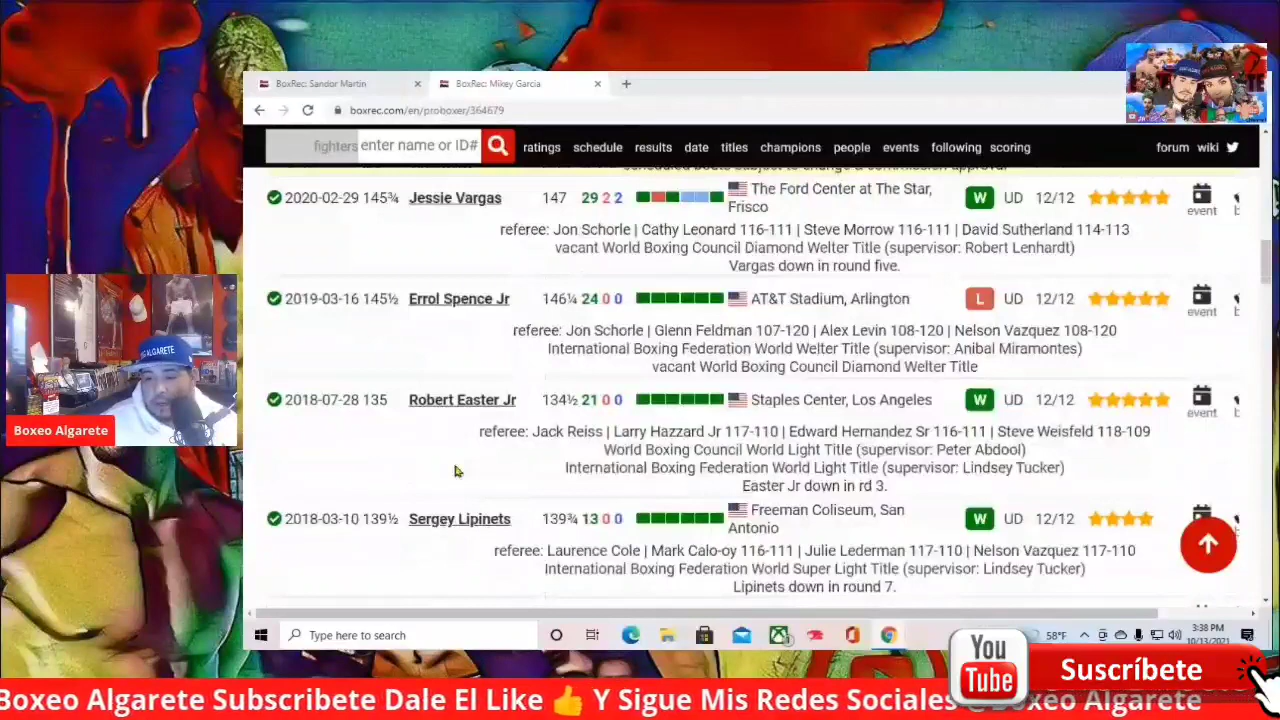 BoxRec: Sandor Martin
BoxRec: Mikey Garcia
boxrec.com/en/proboxer/364679
fighters enter name or ID# ratings schedule results date titles champions people events following scoring forum wiki
2020-02-29 145¾ Jessie Vargas 147 29 2 2 The Ford Center at The Star, Frisco W UD 12/12 event
referee: Jon Schorle | Cathy Leonard 116-111 | Steve Morrow 116-111 | David Sutherland 114-113
vacant World Boxing Council Diamond Welter Title (supervisor: Robert Lenhardt)
Vargas down in round five.
2019-03-16 145½ Errol Spence Jr 146¼ 24 0 0 AT&T Stadium, Arlington L UD 12/12 event
referee: Jon Schorle | Glenn Feldman 107-120 | Alex Levin 108-120 | Nelson Vazquez 108-120
International Boxing Federation World Welter Title (supervisor: Anibal Miramontes)
vacant World Boxing Council Diamond Welter Title
2018-07-28 135 Robert Easter Jr 134½ 21 0 0 Staples Center, Los Angeles W UD 12/12 event
referee: Jack Reiss | Larry Hazzard Jr 117-110 | Edward Hernandez Sr 116-111 | Steve Weisfeld 118-109
World Boxing Council World Light Title (supervisor: Peter Abdool)
International Boxing Federation World Light Title (supervisor: Lindsey Tucker)
Easter Jr down in rd 3.
2018-03-10 139½ Sergey Lipinets 139¾ 13 0 0 Freeman Coliseum, San Antonio W UD 12/12
referee: Laurence Cole | Mark Calo-oy 116-111 | Julie Lederman 117-110 | Nelson Vazquez 117-110
International Boxing Federation World Super Light Title (supervisor: Lindsey Tucker)
Lipinets down in round 7.
ALGARETE
Boxeo Algarete
Type here to search
58°F
3:38 PM
10/13/2021
You
Tube
Suscríbete
Boxeo Algarete Subscribete Dale El Like 👍 Y Sigue Mis Redes Sociales @Boxeo Algarete